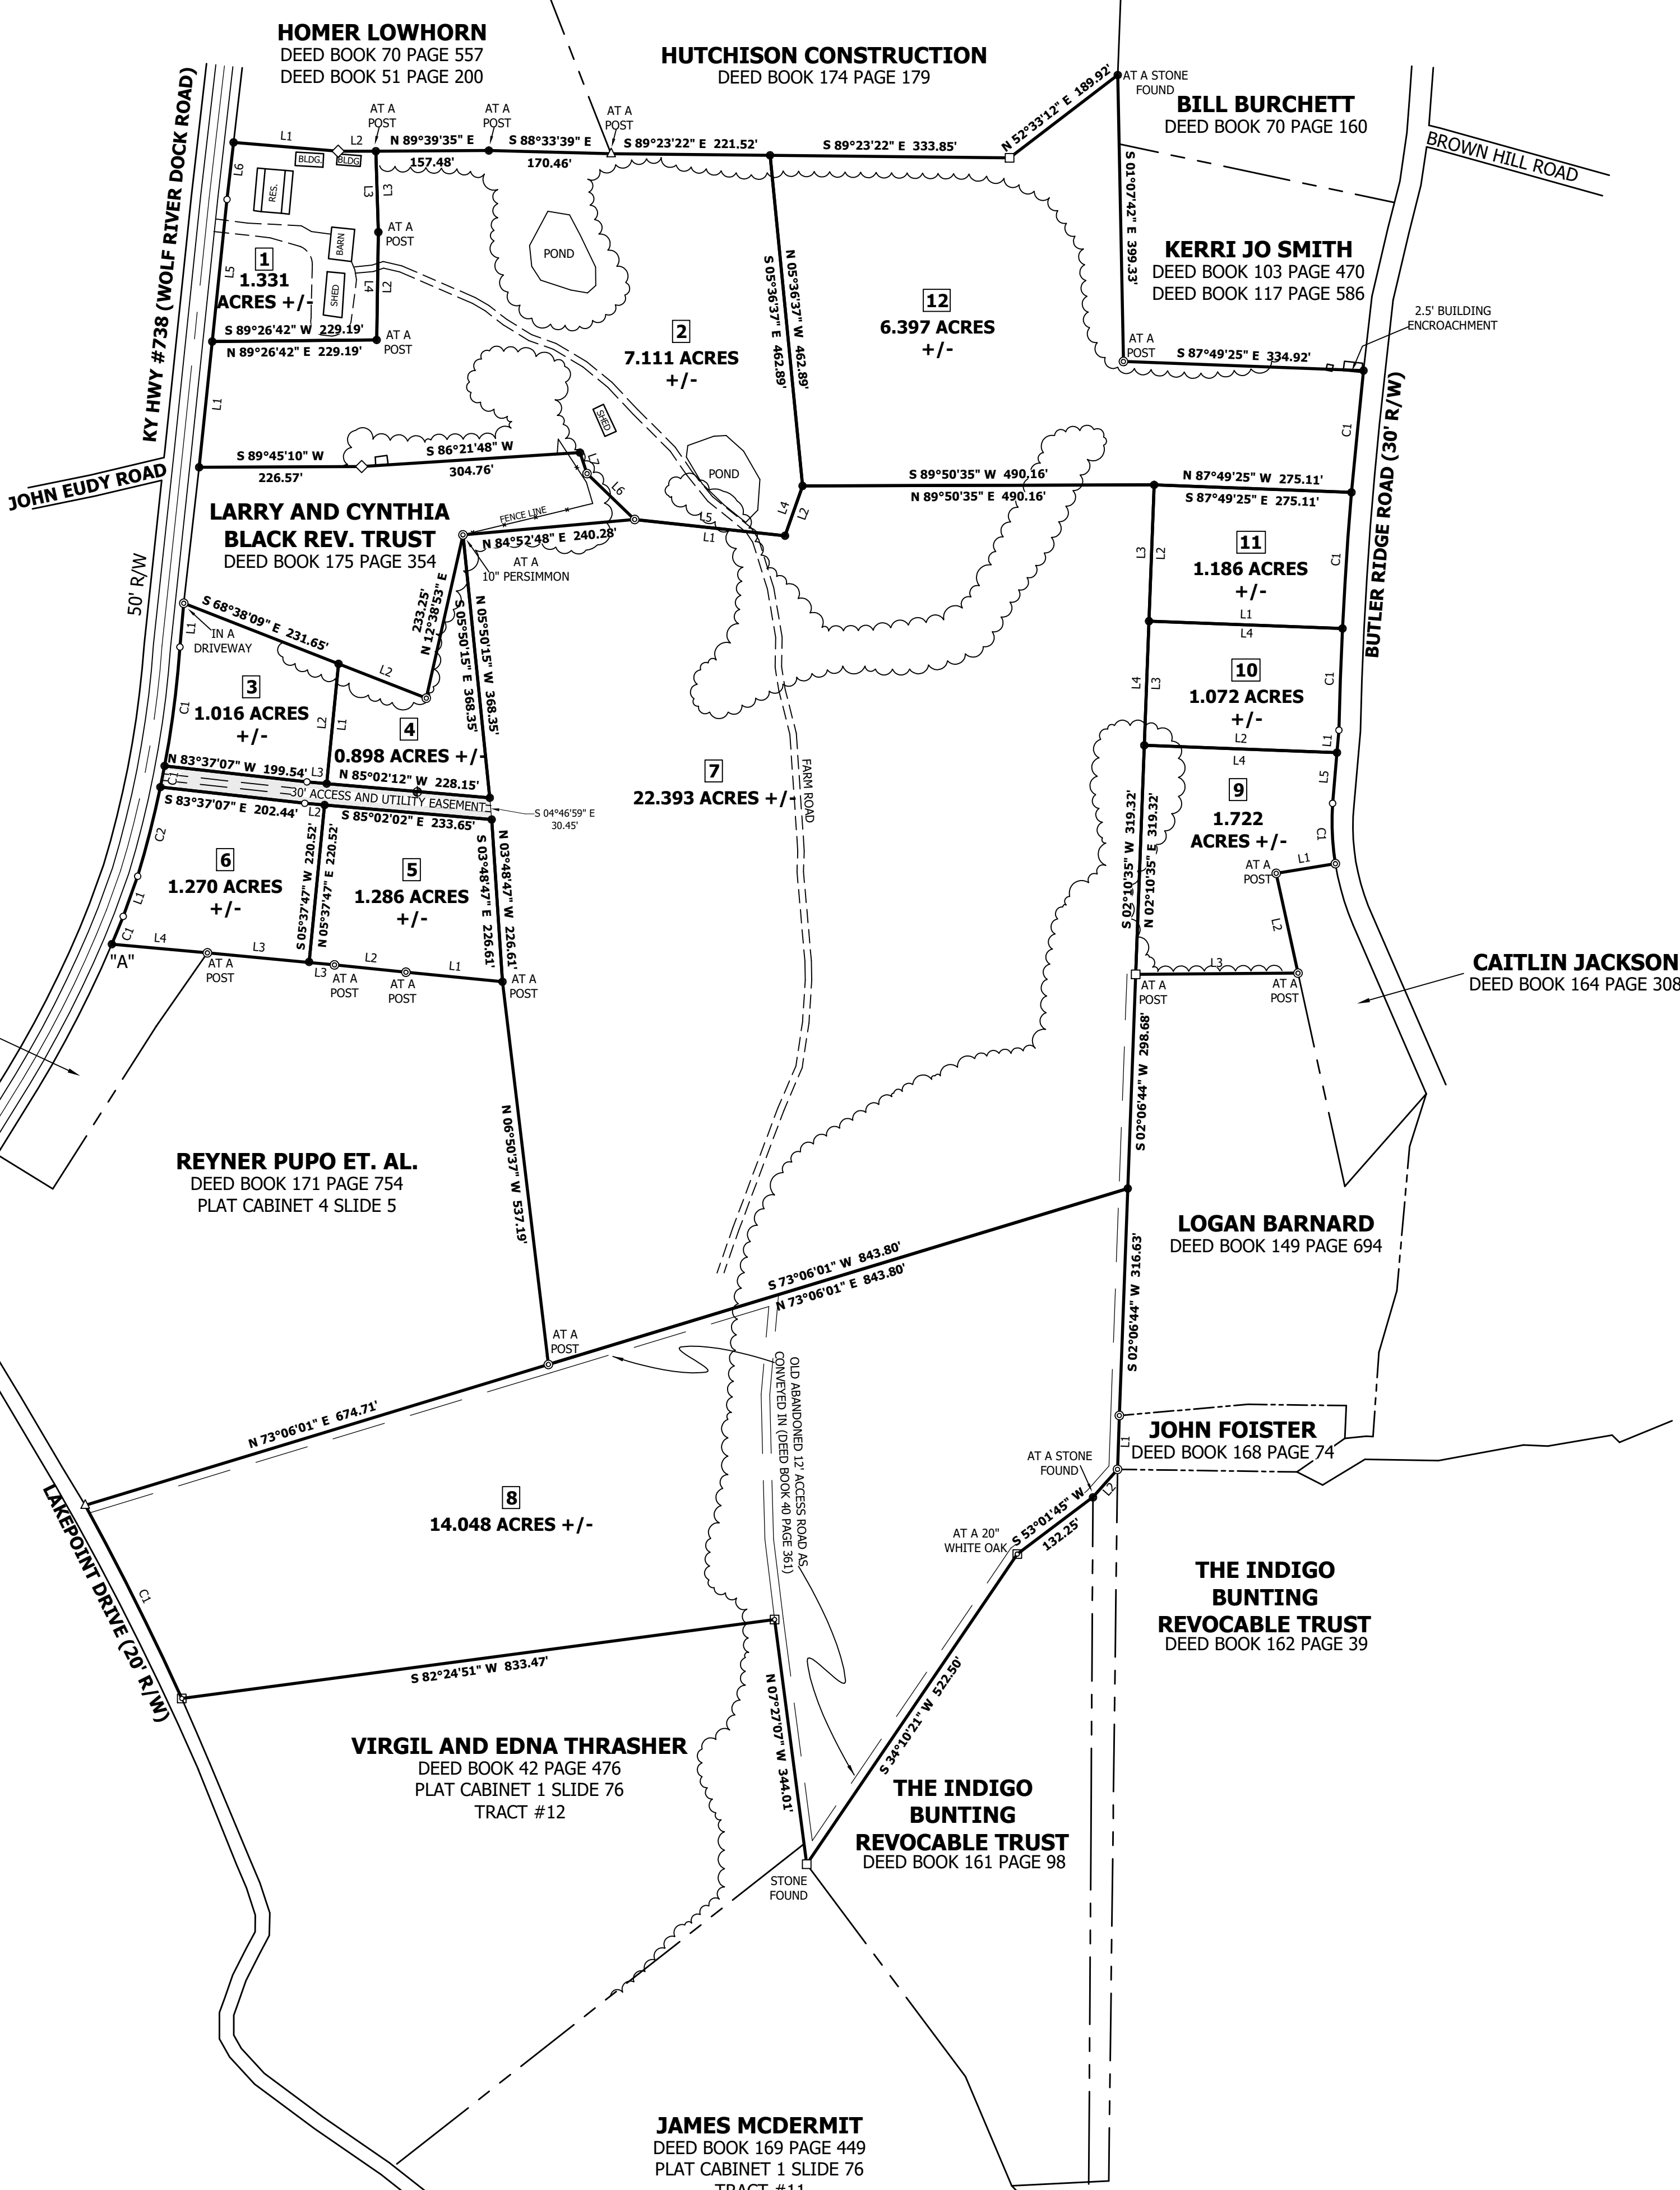 HOMER LOWHORN
DEED BOOK 70 PAGE 557
DEED BOOK 51 PAGE 200
HUTCHISON CONSTRUCTION
DEED BOOK 174 PAGE 179
AT A STONE
FOUND
BILL BURCHETT
DEED BOOK 70 PAGE 160
BROWN HILL ROAD
KY HWY #738 (WOLF RIVER DOCK ROAD)
AT A
POST
AT A
POST
AT A
POST
L1
L2
N 89°39'35" E
157.48'
S 88°33'39" E
170.46'
S 89°23'22" E 221.52'
S 89°23'22" E 333.85'
N 52°33'12" E 189.92'
S 01°07'42" E 399.33'
BLDG.
BLDG
L6
RES.
L3
L3
BARN
AT A
POST
POND
1
1.331
ACRES +/-
L5
SHED
L4
L2
S 89°26'42" W 229.19'
N 89°26'42" E 229.19'
AT A
POST
N 05°36'37" W 462.89'
S 05°36'37" E 462.89'
2
7.111 ACRES
+/-
12
6.397 ACRES
+/-
KERRI JO SMITH
DEED BOOK 103 PAGE 470
DEED BOOK 117 PAGE 586
2.5' BUILDING
ENCROACHMENT
AT A
POST
S 87°49'25" E 334.92'
BUTLER RIDGE ROAD (30' R/W)
L1
SHED
C1
JOHN EUDY ROAD
S 89°45'10" W
226.57'
S 86°21'48" W
304.76'
L7
L6
POND
S 89°50'35" W 490.16'
N 89°50'35" E 490.16'
N 87°49'25" W 275.11'
S 87°49'25" E 275.11'
LARRY AND CYNTHIA
BLACK REV. TRUST
DEED BOOK 175 PAGE 354
FENCE LINE
N 84°52'48" E 240.28'
L5
L1
L4
L2
AT A
10" PERSIMMON
50' R/W
L3
L2
11
1.186 ACRES
+/-
C1
L1
L4
S 68°38'09" E 231.65'
L1
IN A
DRIVEWAY
L2
233.25'
N 12°38'53" E
N 05°50'15" W 368.35'
S 05°50'15" E 368.35'
3
1.016 ACRES
+/-
C1
L2
L1
4
0.898 ACRES +/-
L4
L3
10
1.072 ACRES
+/-
C1
L1
L2
L4
N 83°37'07" W 199.54'
L3
N 85°02'12" W 228.15'
C1
30' ACCESS AND UTILITY EASEMENT
S 04°46'59" E
30.45'
S 83°37'07" E 202.44'
L2
S 85°02'02" E 233.65'
7
22.393 ACRES +/-
FARM ROAD
9
1.722
ACRES +/-
L5
C1
S 02°10'35" W 319.32'
N 02°10'35" E 319.32'
AT A
POST
L1
L2
L3
C2
6
1.270 ACRES
+/-
S 05°37'47" W 220.52'
N 05°37'47" E 220.52'
5
1.286 ACRES
+/-
N 03°48'47" W 226.61'
S 03°48'47" E 226.61'
L1
C1
"A"
L4
AT A
POST
L3
L3
AT A
POST
L2
AT A
POST
L1
AT A
POST
AT A
POST
AT A
POST
CAITLIN JACKSON
DEED BOOK 164 PAGE 308
S 02°06'44" W 298.68'
N 06°50'37" W 537.19'
REYNER PUPO ET. AL.
DEED BOOK 171 PAGE 754
PLAT CABINET 4 SLIDE 5
LOGAN BARNARD
DEED BOOK 149 PAGE 694
S 73°06'01" W 843.80'
N 73°06'01" E 843.80'
S 02°06'44" W 316.63'
AT A
POST
N 73°06'01" E 674.71'
OLD ABANDONED 12' ACCESS ROAD AS
CONVEYED IN (DEED BOOK 40 PAGE 361)
JOHN FOISTER
DEED BOOK 168 PAGE 74
L1
AT A STONE
FOUND
L2
S 53°01'45" W
132.25'
AT A 20"
WHITE OAK
8
14.048 ACRES +/-
LAKEPOINT DRIVE (20' R/W)
C1
THE INDIGO
BUNTING
REVOCABLE TRUST
DEED BOOK 162 PAGE 39
S 82°24'51" W 833.47'
N 07°27'07" W 344.01'
S 34°10'21" W 522.50'
VIRGIL AND EDNA THRASHER
DEED BOOK 42 PAGE 476
PLAT CABINET 1 SLIDE 76
TRACT #12
THE INDIGO
BUNTING
REVOCABLE TRUST
DEED BOOK 161 PAGE 98
STONE
FOUND
JAMES MCDERMIT
DEED BOOK 169 PAGE 449
PLAT CABINET 1 SLIDE 76
TRACT #11